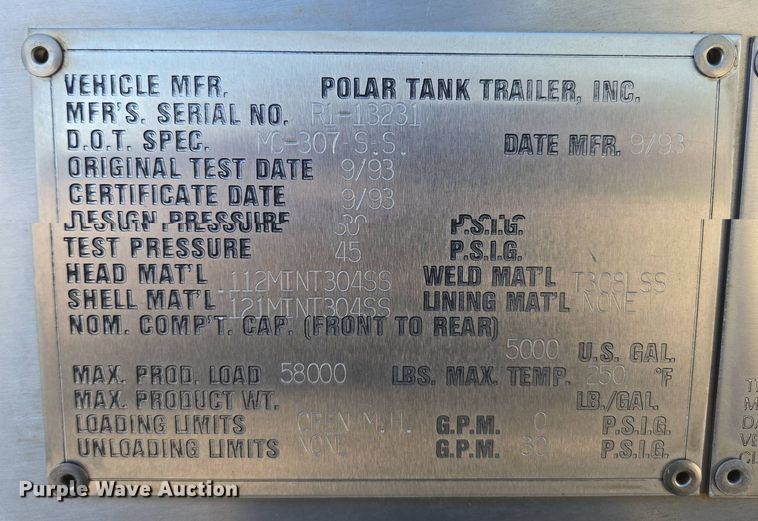 VEHICLE MFR. POLAR TANK TRAILER, INC.
MFR'S. SERIAL NO. R1-13231
D.O.T. SPEC. MC-307-S.S. DATE MFR. 9/93
ORIGINAL TEST DATE 9/93
CERTIFICATE DATE 9/93
DESIGN PRESSURE 30 P.S.I.G.
TEST PRESSURE 45 P.S.I.G.
HEAD MAT'L .112MINT304SS WELD MAT'L T308LSS
SHELL MAT'L .121MINT304SS LINING MAT'L NONE
NOM. COMP'T. CAP. (FRONT TO REAR)
5000 U.S. GAL.
MAX. PROD. LOAD 58000 LBS. MAX. TEMP. 250 °F
MAX. PRODUCT WT. LB./GAL.
LOADING LIMITS OPEN M.H. G.P.M. 0 P.S.I.G.
UNLOADING LIMITS NONE G.P.M. 30 P.S.I.G.
Purple Wave Auction